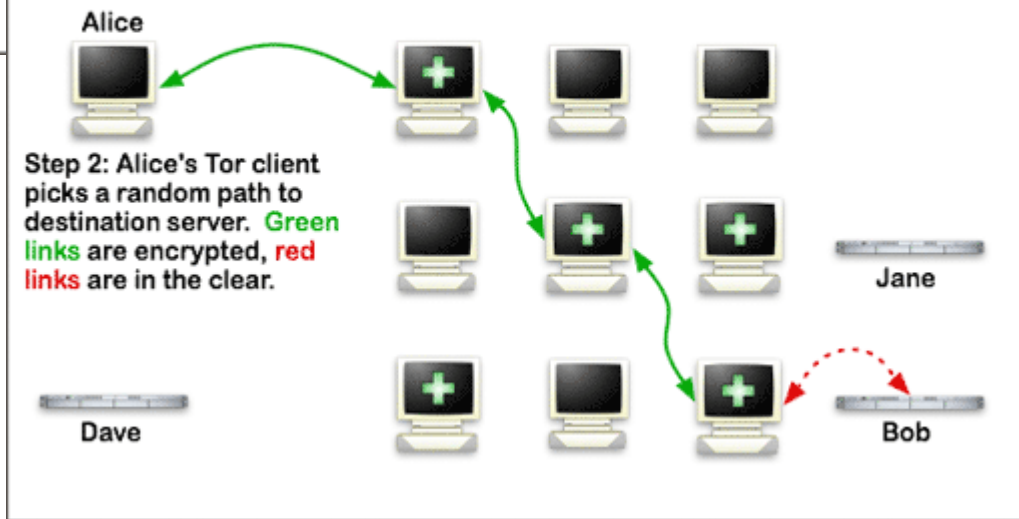 Alice
Step 2: Alice's Tor client
picks a random path to
destination server.  Green
links are encrypted, red
links are in the clear.
Jane
Dave
Bob